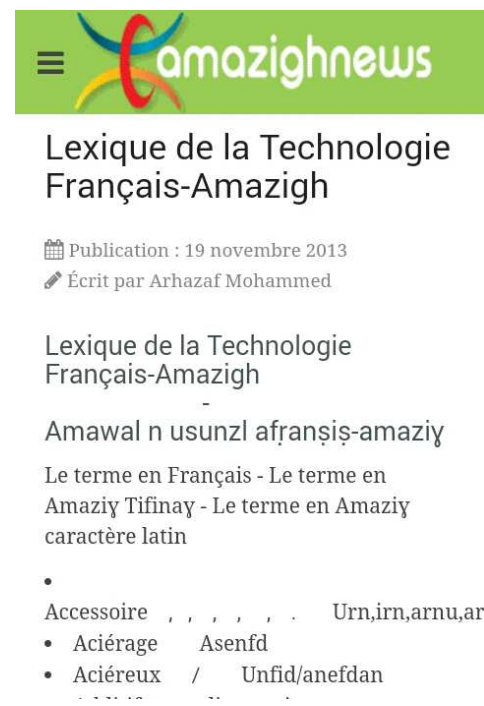 amazighnews
Lexique de la Technologie
Français-Amazigh
Publication : 19 novembre 2013
Écrit par Arhazaf Mohammed
Lexique de la Technologie
Français-Amazigh
-
Amawal n usunzl afṛanṣiṣ-amaziɣ
Le terme en Français - Le terme en
Amaziɣ Tifinaɣ - Le terme en Amaziɣ
caractère latin
•
Accessoire , , , , , . Urn,irn,arnu,ar
• Aciérage Asenfd
• Aciéreux / Unfid/anefdan